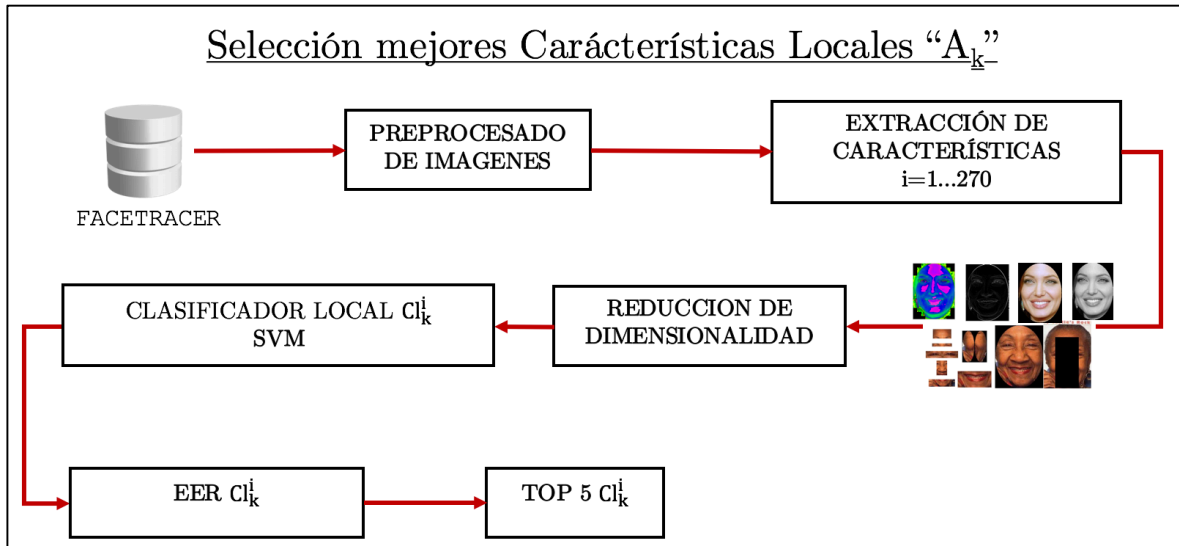 Selección mejores Carácterísticas Locales “A_k”
PREPROCESADO
DE IMAGENES
EXTRACCIÓN DE
CARACTERÍSTICAS
i=1...270
FACETRACER
CLASIFICADOR LOCAL Cl_k^i
SVM
REDUCCION DE
DIMENSIONALIDAD
EER Cl_k^i
TOP 5 Cl_k^i